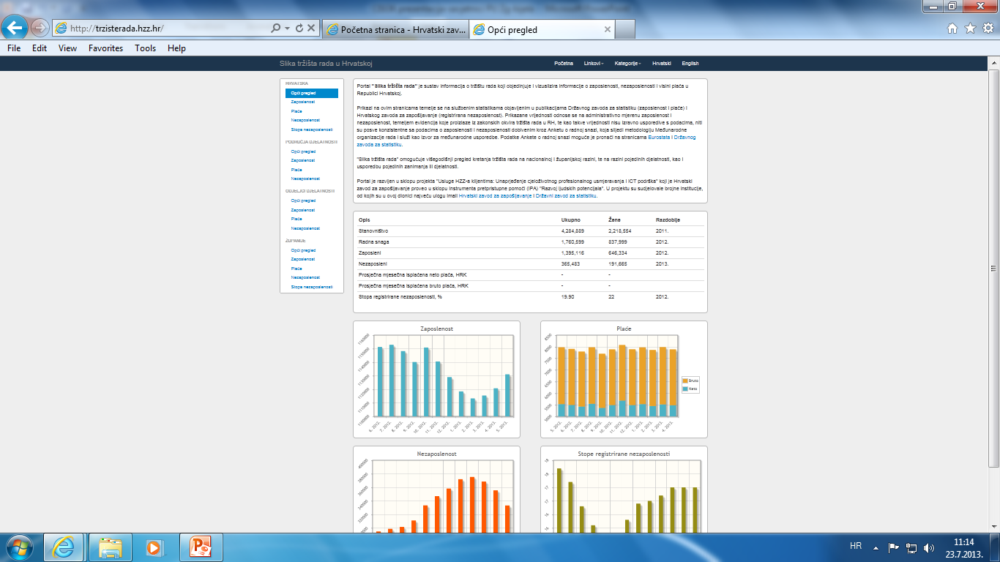 http://trzisterada.hzz.hr/
Početna stranica - Hrvatski zav...
Opći pregled
File Edit View Favorites Tools Help
Slika tržišta rada u Hrvatskoj
Početna Linkovi Kategorije Hrvatski English
HRVATSKA
Opći pregled
Zaposlenost
Plaće
Nezaposlenost
Stopa nezaposlenosti
PODRUČJA DJELATNOSTI
Opći pregled
Zaposlenost
Plaće
Nezaposlenost
ODJELJCI DJELATNOSTI
Opći pregled
Zaposlenost
Plaće
Nezaposlenost
ŽUPANIJE
Opći pregled
Zaposlenost
Plaće
Nezaposlenost
Stopa nezaposlenosti
Portal "Slika tržišta rada" je sustav informacija o tržištu rada koji objedinjuje i vizualizira informacije o zaposlenosti, nezaposlenosti i visini plaća u
Republici Hrvatskoj.
Prikazi na ovim stranicama temelje se na službenim statistikama objavljenim u publikacijama Državnog zavoda za statistiku (zaposlenost i plaće) i
Hrvatskog zavoda za zapošljavanje (registrirana nezaposlenost). Prikazane vrijednosti odnose se na administrativno mjerenu zaposlenost i
nezaposlenost, temeljem evidencija koje proizlaze iz zakonskih okvira tržišta rada u RH, te kao takve vrijednosti nisu izravno usporedive s podacima, niti
su posve konzistentne sa podacima o zaposlenosti i nezaposlenosti dobivenim kroz Anketu o radnoj snazi, koja slijedi metodologiju Međunarodne
organizacije rada i služi kao izvor za međunarodne usporedbe. Podatke Ankete o radnoj snazi moguće je pronaći na stranicama Eurostata i Državnog
zavoda za statistiku.
"Slika tržišta rada" omogućuje višegodišnji pregled kretanja tržišta rada na nacionalnoj i županijskoj razini, te na razini pojedinih djelatnosti, kao i
usporedbu pojedinih zanimanja ili djelatnosti.
Portal je razvijen u sklopu projekta "Usluge HZZ-a klijentima: Unaprjeđenje cjeloživotnog profesionalnog usmjeravanja i ICT podrška" koji je Hrvatski
zavod za zapošljavanje proveo u sklopu instrumenta pretpristupne pomoći (IPA) "Razvoj ljudskih potencijala". U projektu su sudjelovale brojne institucije,
od kojih su u ovoj dionici najveću ulogu imali Hrvatski zavod za zapošljavanje i Državni zavod za statistiku.
Opis Ukupno Žene Razdoblje
Stanovništvo 4,284,889 2,218,554 2011.
Radna snaga 1,760,599 837,999 2012.
Zaposleni 1,395,116 646,334 2012.
Nezaposleni 365,483 191,665 2013.
Prosječna mjesečna isplaćena neto plaća, HRK - -
Prosječna mjesečna isplaćena bruto plaća, HRK - -
Stopa registrirane nezaposlenosti, % 19.90 22 2012.
Zaposlenost
1160000
1150000
1140000
1130000
1120000
1110000
1100000
6. 2012. 7. 2012. 8. 2012. 9. 2012. 10. 2012. 11. 2012. 12. 2012. 1. 2013. 2. 2013. 3. 2013. 4. 2013. 5. 2013.
Plaće
8500
8000
7500
7000
6500
6000
5500
5000
5. 2012. 6. 2012. 7. 2012. 8. 2012. 9. 2012. 10. 2012. 11. 2012. 12. 2012. 1. 2013. 2. 2013. 3. 2013. 4. 2013.
Bruto
Neto
Nezaposlenost
400000
380000
360000
340000
320000
Stope registrirane nezaposlenosti
18
18
17
17
16
16
HR
11:14
23.7.2013.